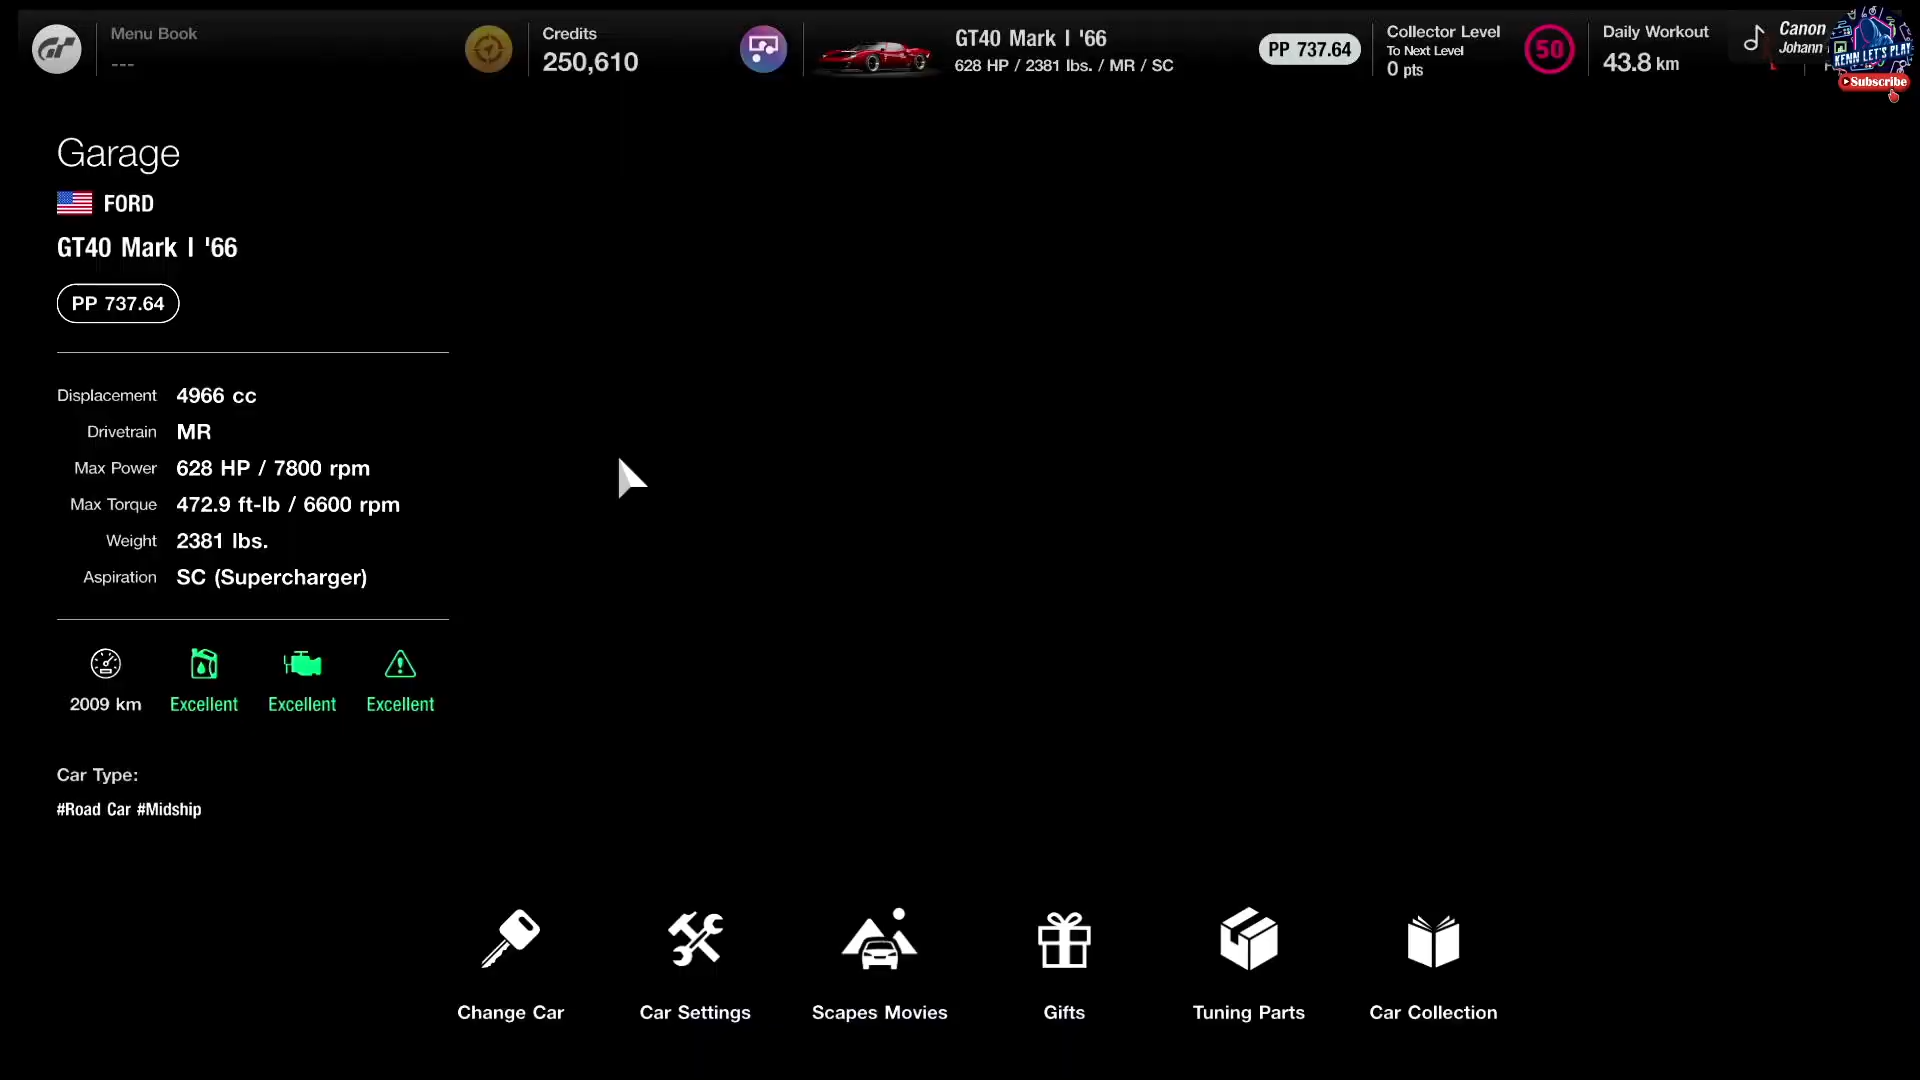 Menu Book
---
Credits
250,610
GT40 Mark I '66
628 HP / 2381 lbs. / MR / SC
PP 737.64
Collector Level
To Next Level
0 pts
50
Daily Workout
43.8 km
Canon
Johann
KENN LET'S PLAY
Subscribe
Garage
FORD
GT40 Mark I '66
PP 737.64
Displacement 4966 cc
Drivetrain MR
Max Power 628 HP / 7800 rpm
Max Torque 472.9 ft-lb / 6600 rpm
Weight 2381 lbs.
Aspiration SC (Supercharger)
2009 km Excellent Excellent Excellent
Car Type:
#Road Car #Midship
Change Car Car Settings Scapes Movies Gifts Tuning Parts Car Collection